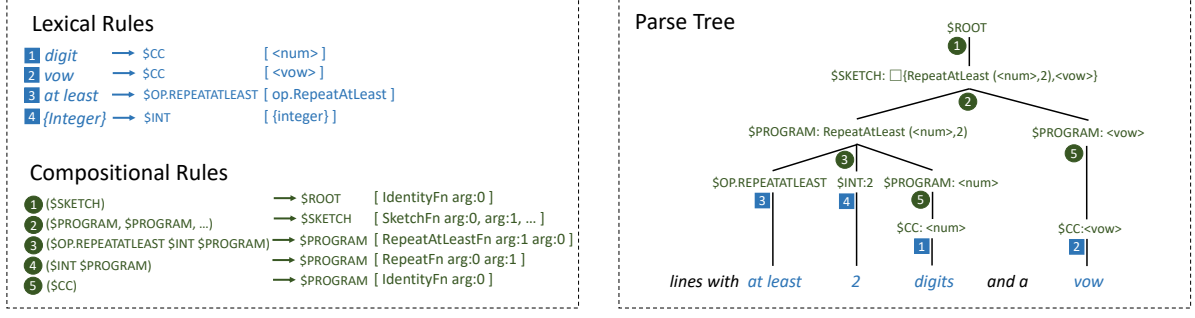 Lexical Rules
1 digit → $CC [ <num> ]
2 vow → $CC [ <vow> ]
3 at least → $OP.REPEATATLEAST [ op.RepeatAtLeast ]
4 {Integer} → $INT [ {integer} ]
Compositional Rules
1 ($SKETCH) → $ROOT [ IdentityFn arg:0 ]
2 ($PROGRAM, $PROGRAM, …) → $SKETCH [ SketchFn arg:0, arg:1, … ]
3 ($OP.REPEATATLEAST $INT $PROGRAM) → $PROGRAM [ RepeatAtLeastFn arg:1 arg:0 ]
4 ($INT $PROGRAM) → $PROGRAM [ RepeatFn arg:0 arg:1 ]
5 ($CC) → $PROGRAM [ IdentityFn arg:0 ]
Parse Tree
$ROOT
1
$SKETCH: □{RepeatAtLeast (<num>,2),<vow>}
2
$PROGRAM: RepeatAtLeast (<num>,2) $PROGRAM: <vow>
3 5
$OP.REPEATATLEAST $INT:2 $PROGRAM: <num>
3 4 5
$CC: <num> $CC:<vow>
1 2
lines with at least 2 digits and a vow